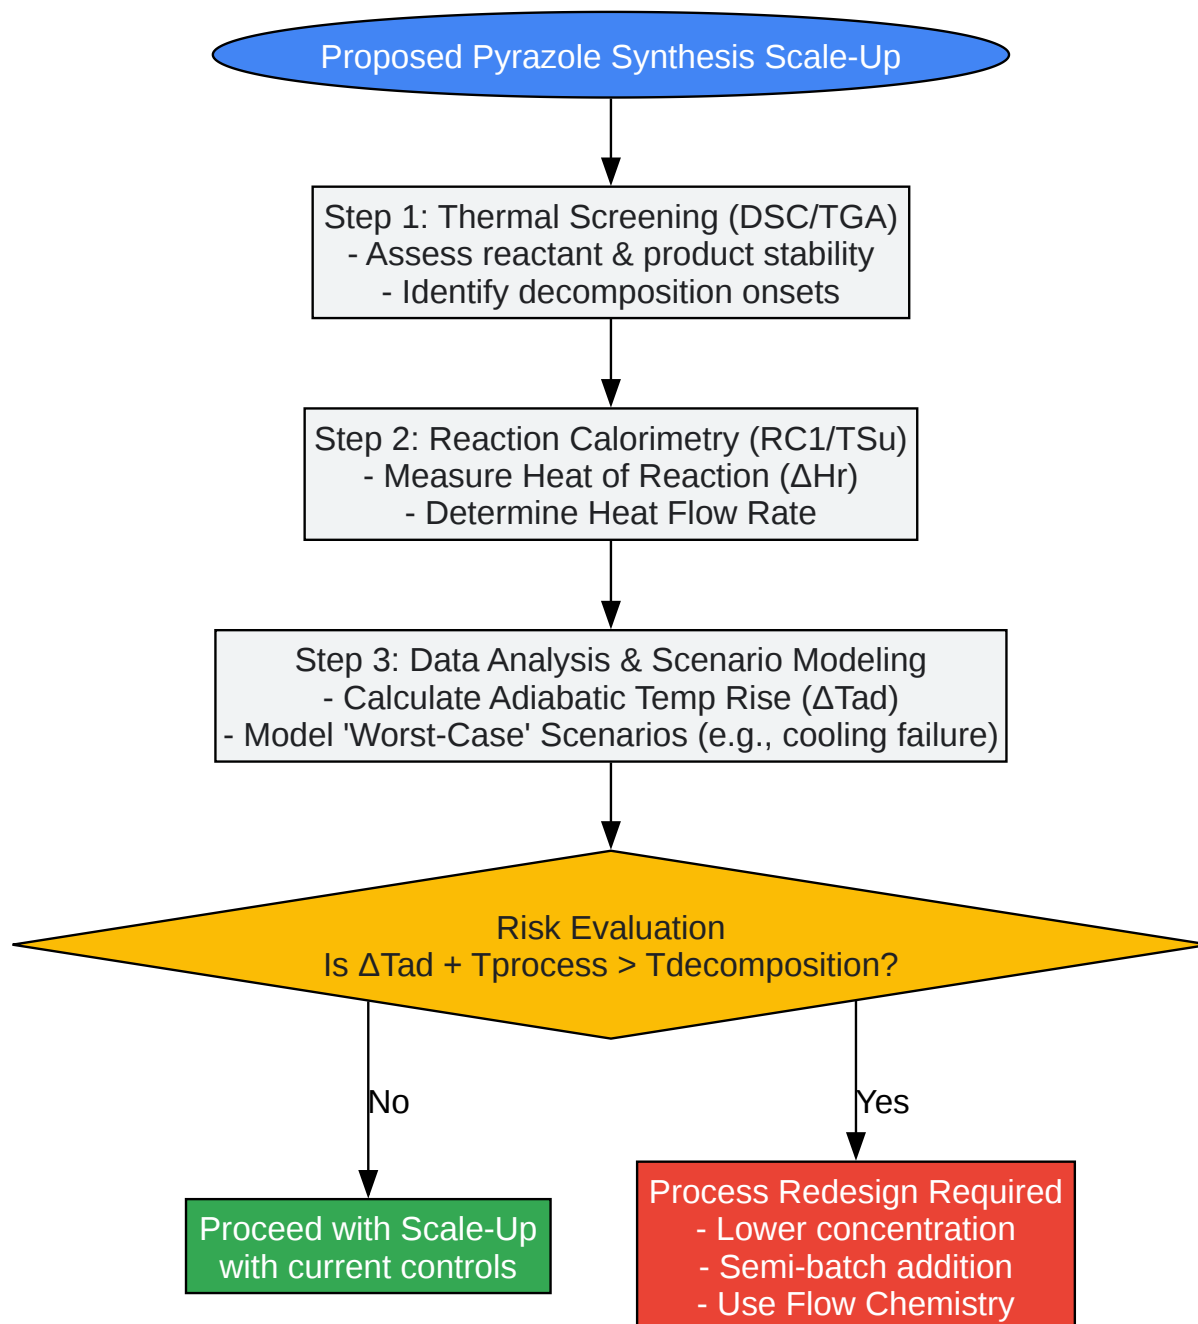 Proposed Pyrazole Synthesis Scale-Up
Step 1: Thermal Screening (DSC/TGA)
- Assess reactant & product stability
- Identify decomposition onsets
Step 2: Reaction Calorimetry (RC1/TSu)
- Measure Heat of Reaction (ΔHr)
- Determine Heat Flow Rate
Step 3: Data Analysis & Scenario Modeling
- Calculate Adiabatic Temp Rise (ΔTad)
- Model 'Worst-Case' Scenarios (e.g., cooling failure)
Risk Evaluation
Is ΔTad + Tprocess > Tdecomposition?
No
Yes
Proceed with Scale-Up
with current controls
Process Redesign Required
- Lower concentration
- Semi-batch addition
- Use Flow Chemistry